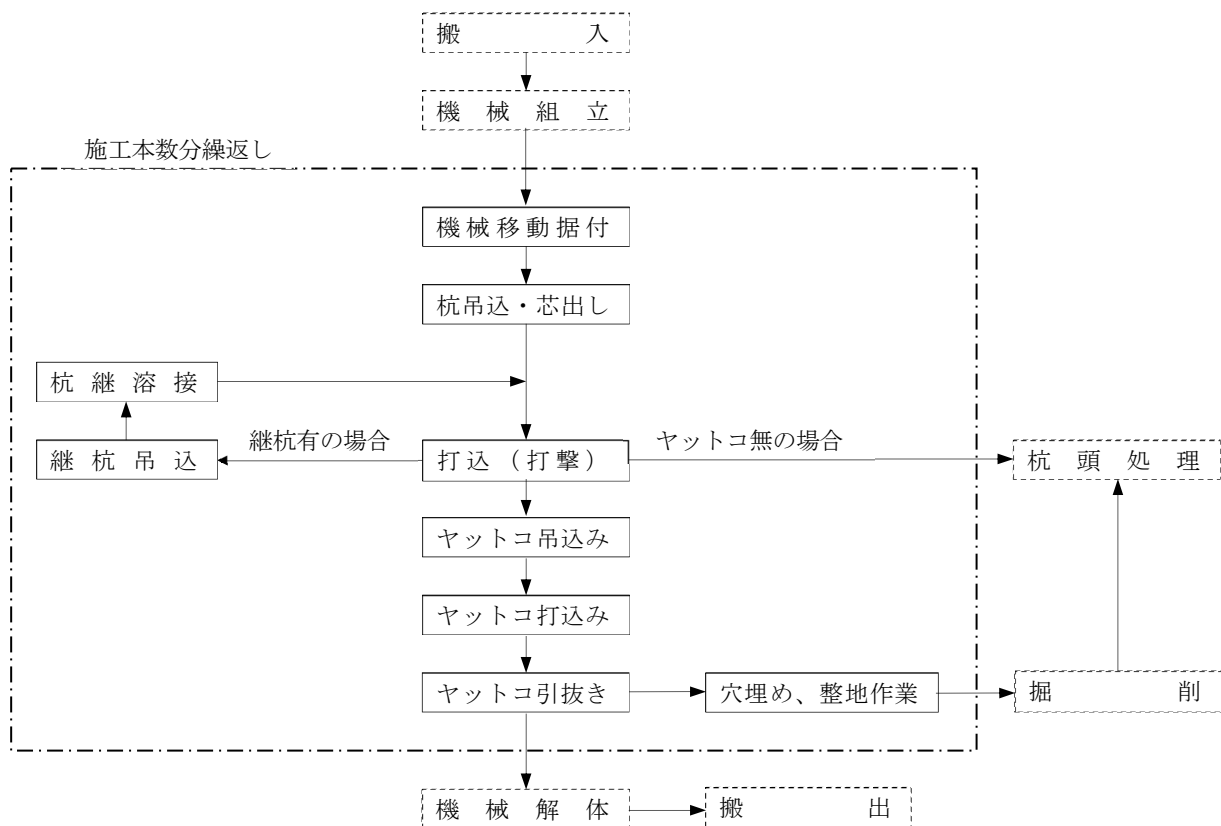 搬入
機械組立
施工本数分繰返し
機械移動据付
杭吊込・芯出し
杭継溶接
継杭有の場合
ヤットコ無の場合
継杭吊込
打込（打撃）
杭頭処理
ヤットコ吊込み
ヤットコ打込み
ヤットコ引抜き
穴埋め、整地作業
掘削
機械解体
搬出